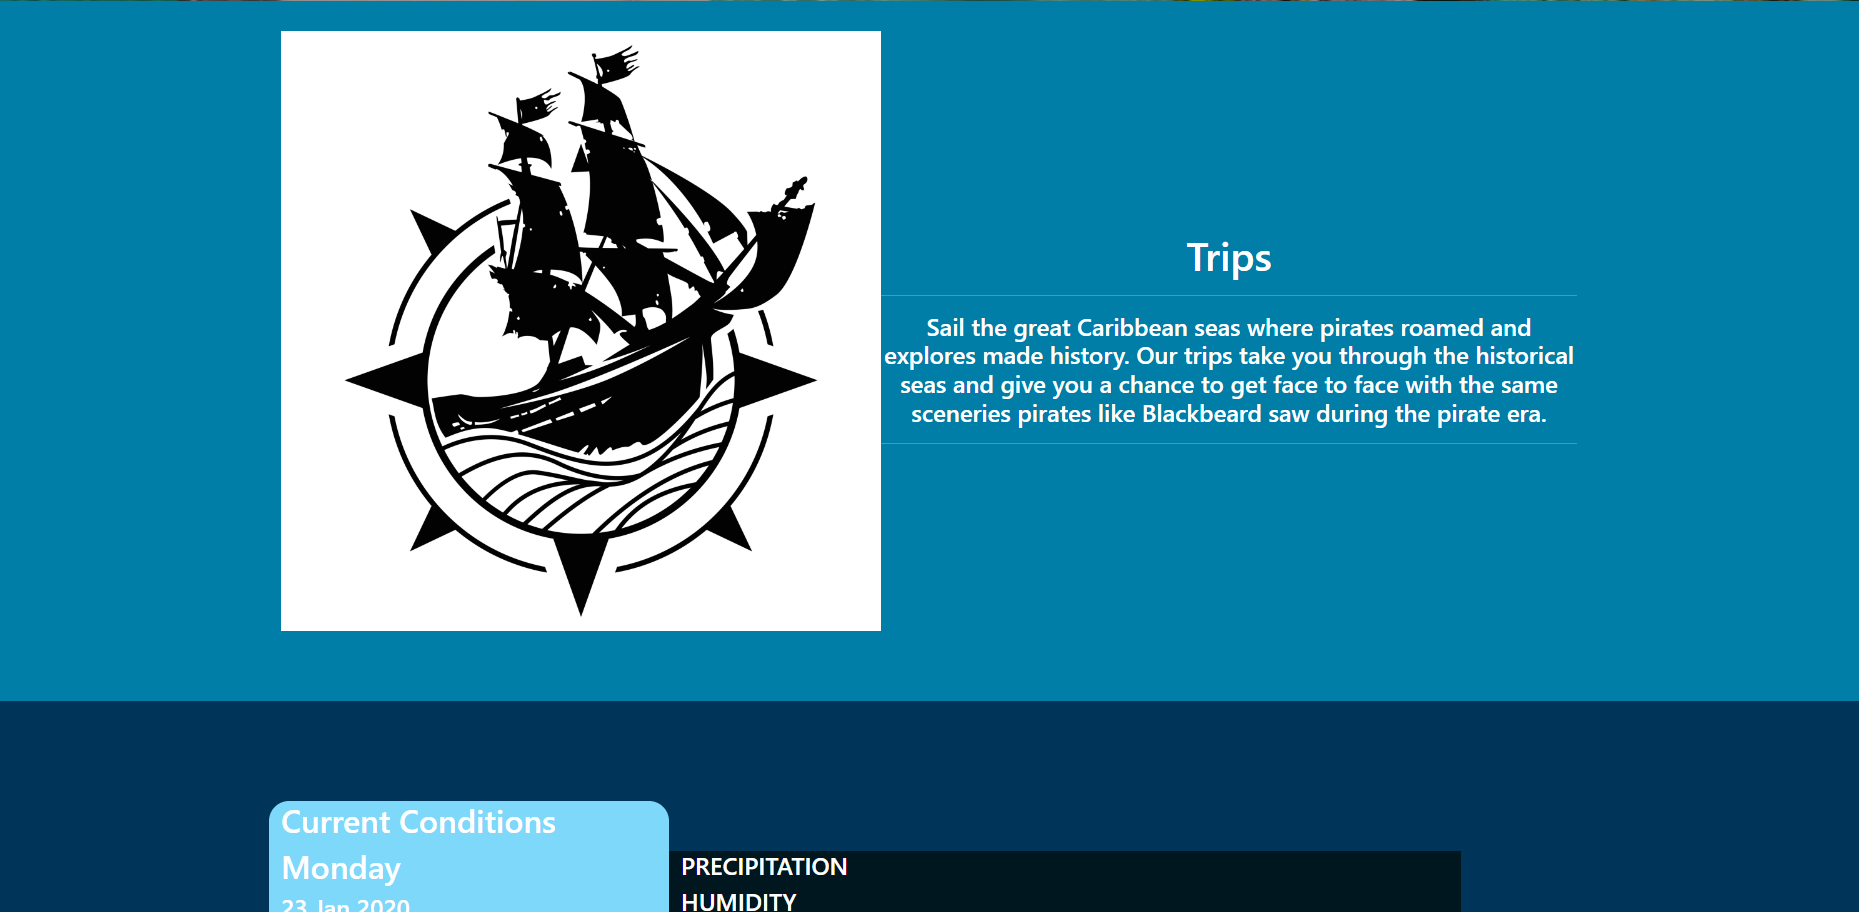 Trips
Sail the great Caribbean seas where pirates roamed and
explores made history. Our trips take you through the historical
seas and give you a chance to get face to face with the same
sceneries pirates like Blackbeard saw during the pirate era.
Current Conditions
Monday
23 Jan 2020
PRECIPITATION
HUMIDITY